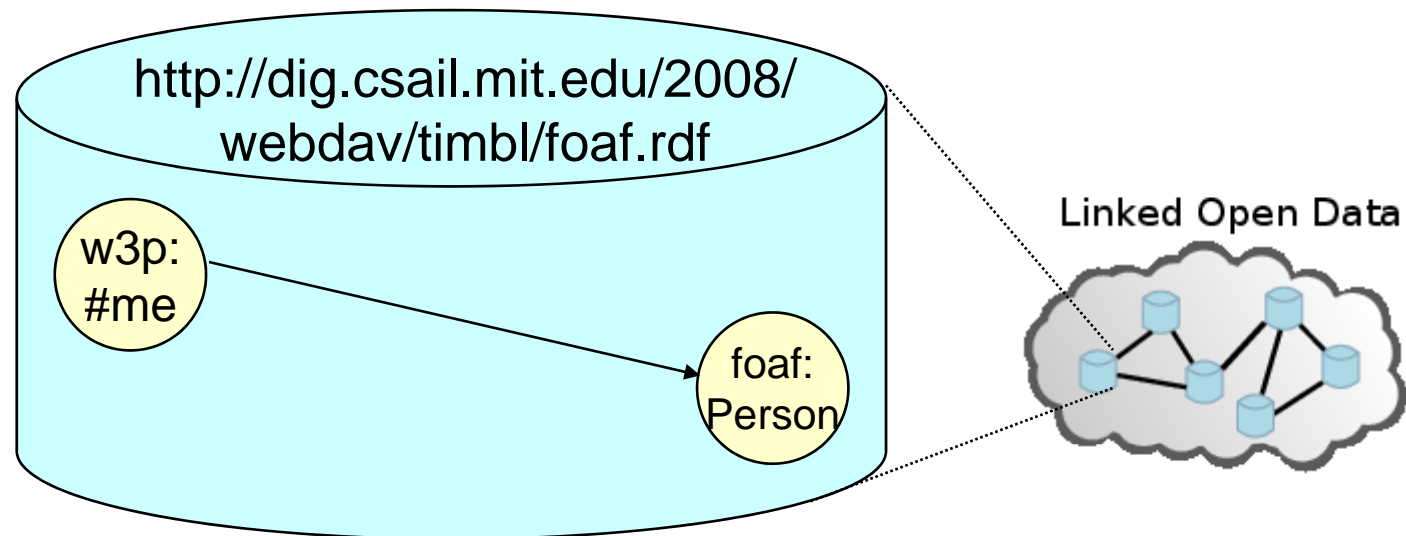 http://dig.csail.mit.edu/2008/
webdav/timbl/foaf.rdf
w3p:
#me
foaf:
Person
Linked Open Data